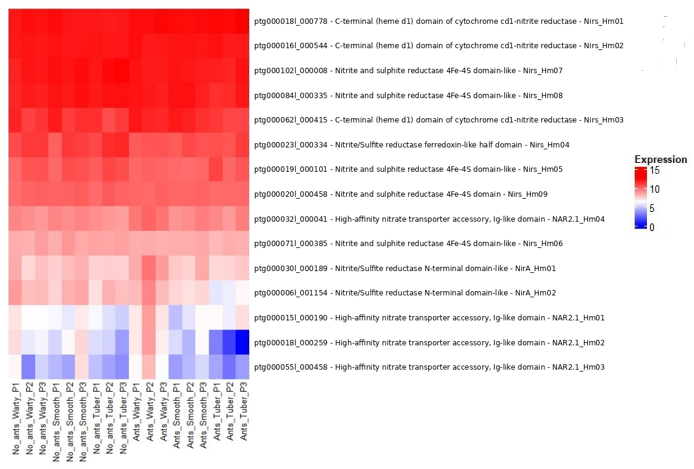 ptg000018l_000778 - C-terminal (heme d1) domain of cytochrome cd1-nitrite reductase - Nirs_Hm01
ptg000016l_000544 - C-terminal (heme d1) domain of cytochrome cd1-nitrite reductase - Nirs_Hm02
ptg000102l_000008 - Nitrite and sulphite reductase 4Fe-4S domain-like - Nirs_Hm07
ptg000084l_000335 - Nitrite and sulphite reductase 4Fe-4S domain-like - Nirs_Hm08
ptg000062l_000415 - C-terminal (heme d1) domain of cytochrome cd1-nitrite reductase - Nirs_Hm03
ptg000023l_000334 - Nitrite/Sulfite reductase ferredoxin-like half domain - Nirs_Hm04
ptg000019l_000101 - Nitrite and sulphite reductase 4Fe-4S domain-like - Nirs_Hm05
ptg000020l_000458 - Nitrite and sulphite reductase 4Fe-4S domain - Nirs_Hm09
ptg000032l_000041 - High-affinity nitrate transporter accessory, Ig-like domain - NAR2.1_Hm04
ptg000071l_000385 - Nitrite and sulphite reductase 4Fe-4S domain-like - Nirs_Hm06
ptg000030l_000189 - Nitrite/Sulfite reductase N-terminal domain-like - NirA_Hm01
ptg000006l_001154 - Nitrite/Sulfite reductase N-terminal domain-like - NirA_Hm02
ptg000015l_000190 - High-affinity nitrate transporter accessory, Ig-like domain - NAR2.1_Hm01
ptg000018l_000259 - High-affinity nitrate transporter accessory, Ig-like domain - NAR2.1_Hm02
ptg000055l_000458 - High-affinity nitrate transporter accessory, Ig-like domain - NAR2.1_Hm03
Expression
15
10
5
0
No_ants_Warty_P1
No_ants_Warty_P2
No_ants_Warty_P3
No_ants_Smooth_P1
No_ants_Smooth_P2
No_ants_Smooth_P3
No_ants_Tuber_P1
No_ants_Tuber_P2
No_ants_Tuber_P3
Ants_Warty_P1
Ants_Warty_P2
Ants_Warty_P3
Ants_Smooth_P1
Ants_Smooth_P2
Ants_Smooth_P3
Ants_Tuber_P1
Ants_Tuber_P2
Ants_Tuber_P3